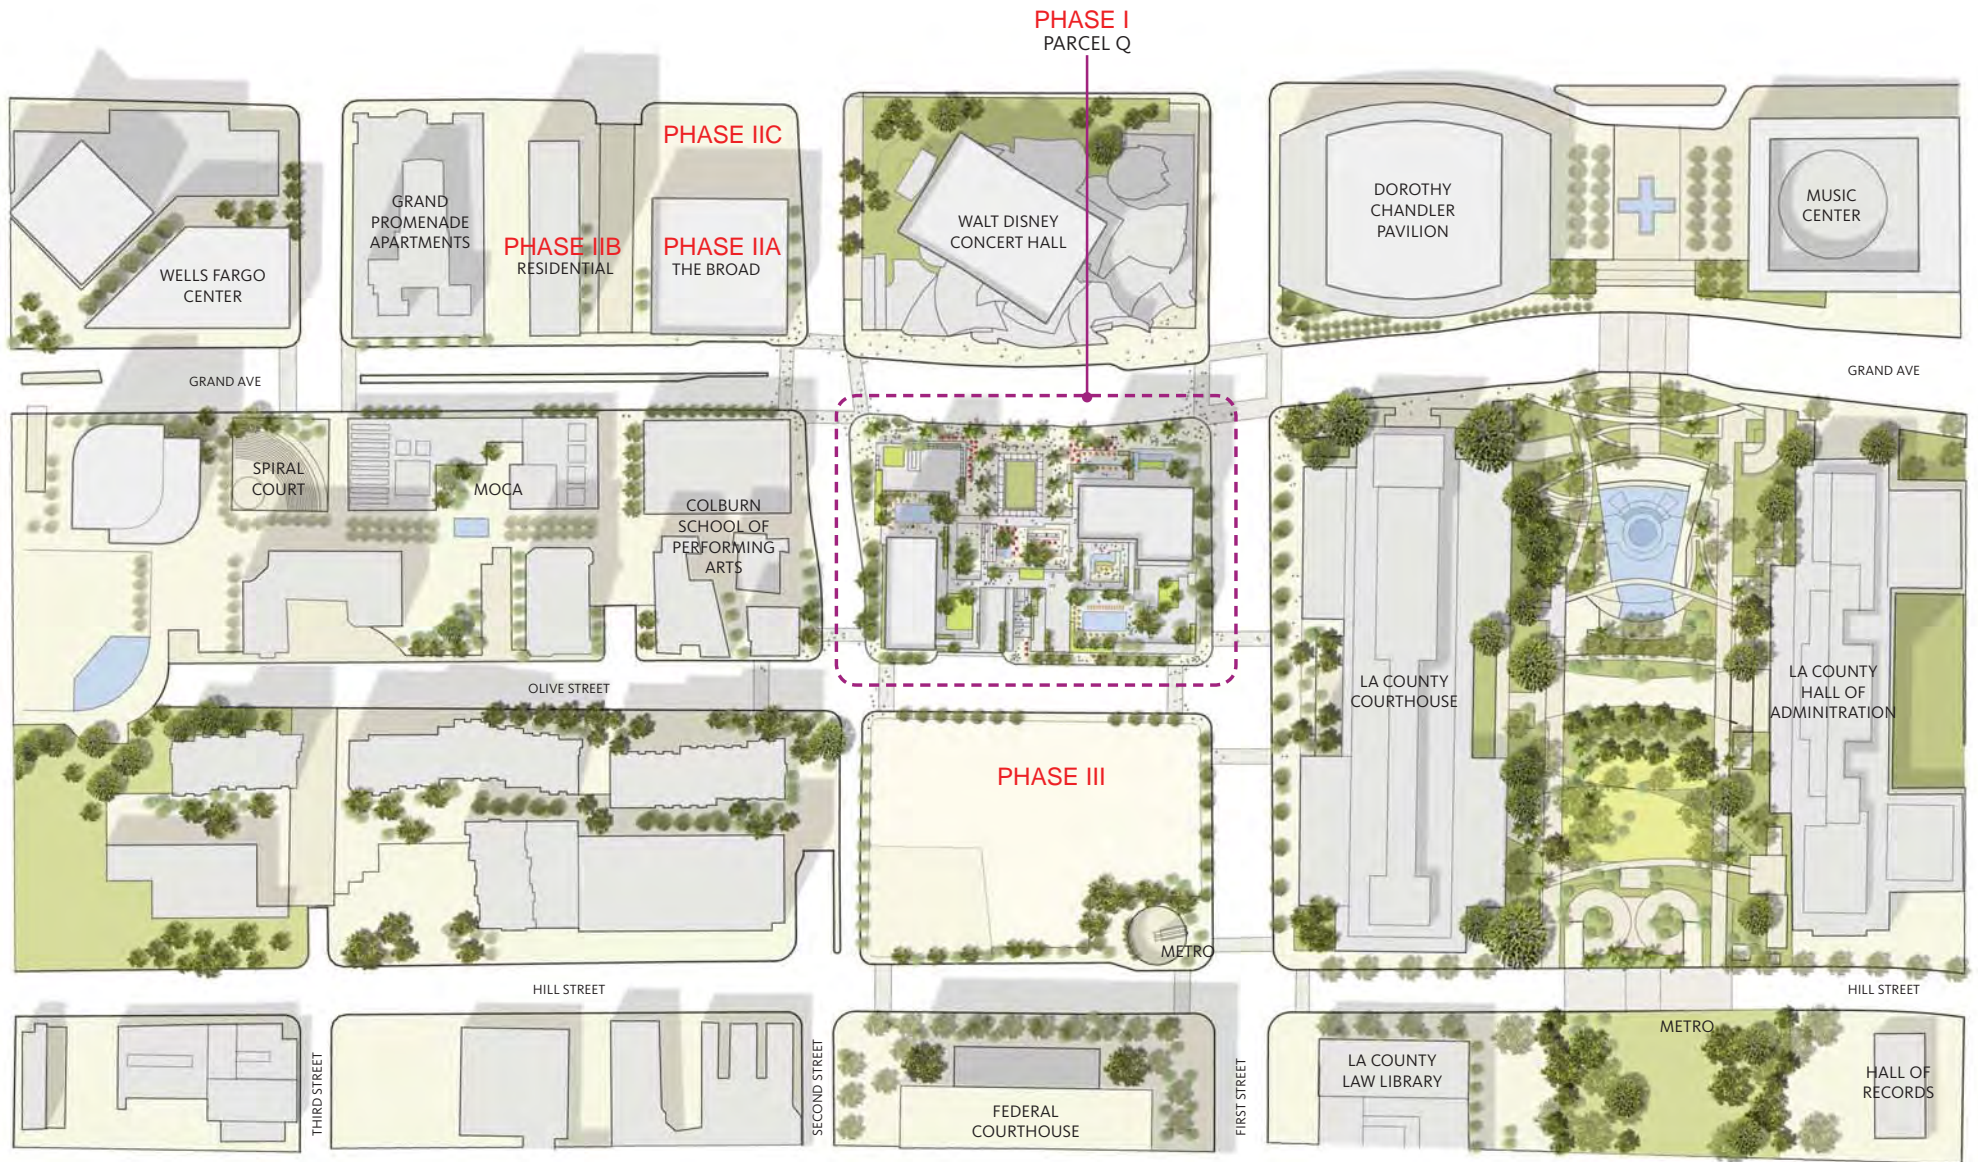 PHASE I
PARCEL Q
PHASE IIC
GRAND
PROMENADE
APARTMENTS
PHASE IIB
RESIDENTIAL
PHASE IIA
THE BROAD
WALT DISNEY
CONCERT HALL
DOROTHY
CHANDLER
PAVILION
MUSIC
CENTER
WELLS FARGO
CENTER
GRAND AVE
GRAND AVE
SPIRAL
COURT
MOCA
COLBURN
SCHOOL OF
PERFORMING
ARTS
OLIVE STREET
LA COUNTY
COURTHOUSE
LA COUNTY
HALL OF
ADMINITRATION
PHASE III
METRO
HILL STREET
HILL STREET
THIRD STREET
SECOND STREET
FIRST STREET
FEDERAL
COURTHOUSE
LA COUNTY
LAW LIBRARY
METRO
HALL OF
RECORDS